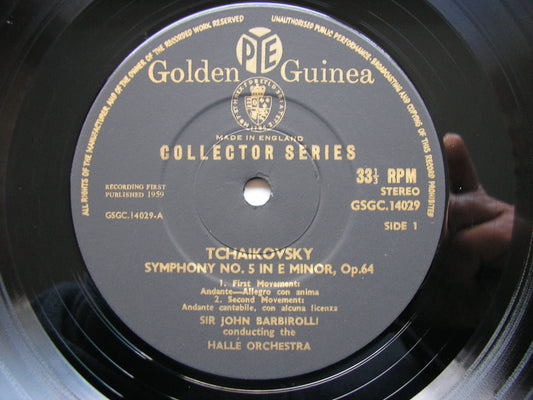 ALL RIGHTS OF THE MANUFACTURER AND OF THE OWNER OF THE RECORDED WORK RESERVED
UNAUTHORISED PUBLIC PERFORMANCE, BROADCASTING AND COPYING OF THIS RECORD PROHIBITED
PYE
Golden Guinea
MADE IN ENGLAND
COLLECTOR SERIES
RECORDING FIRST
PUBLISHED 1959
GSGC.14029-A
33⅓ RPM
STEREO
GSGC.14029
SIDE 1
TCHAIKOVSKY
SYMPHONY NO. 5 IN E MINOR, Op.64
1. First Movement:
Andante—Allegro con anima
2. Second Movement:
Andante cantabile, con alcuna licenza
SIR JOHN BARBIROLLI
conducting the
HALLÉ ORCHESTRA